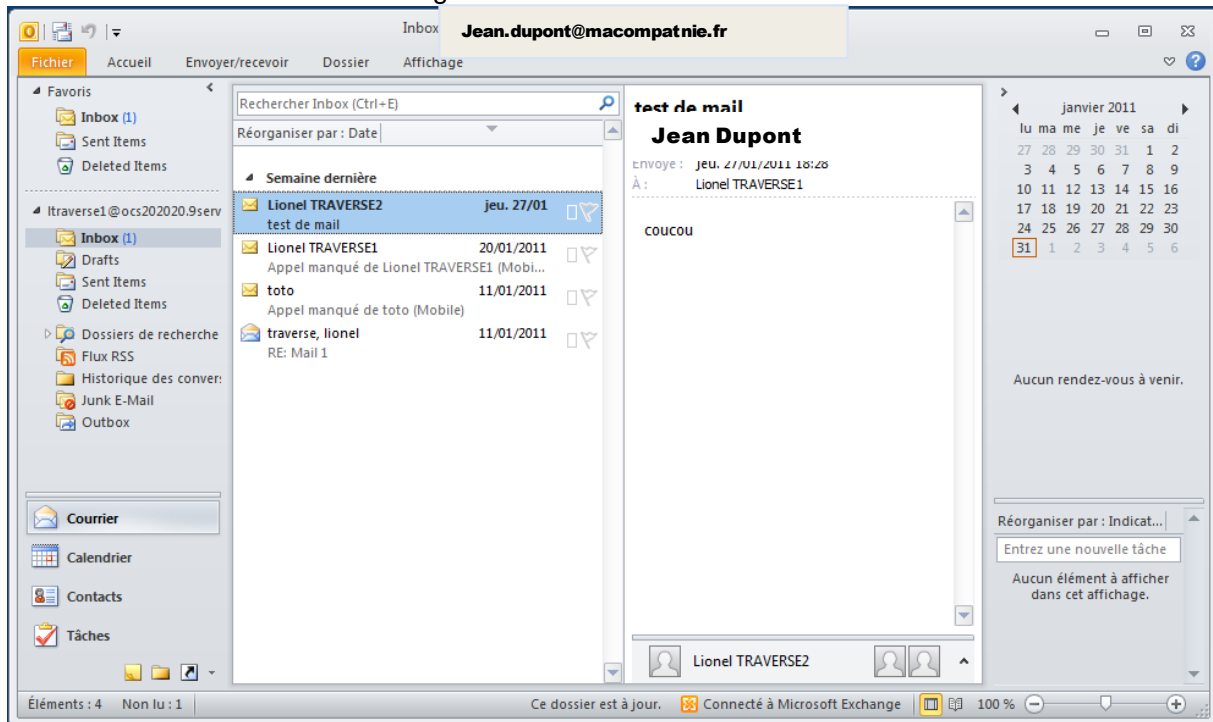 Inbox
Jean.dupont@macompatnie.fr
Fichier Accueil Envoyer/recevoir Dossier Affichage
Favoris
Inbox (1)
Sent Items
Deleted Items
ltraverse1@ocs202020.9serv
Inbox (1)
Drafts
Sent Items
Deleted Items
Dossiers de recherche
Flux RSS
Historique des convers
Junk E-Mail
Outbox
Courrier
Calendrier
Contacts
Tâches
Rechercher Inbox (Ctrl+E)
Réorganiser par : Date
Semaine dernière
Lionel TRAVERSE2 jeu. 27/01
test de mail
Lionel TRAVERSE1 20/01/2011
Appel manqué de Lionel TRAVERSE1 (Mobi...
toto 11/01/2011
Appel manqué de toto (Mobile)
traverse, lionel 11/01/2011
RE: Mail 1
test de mail
Jean Dupont
Envoyé : jeu. 27/01/2011 18:28
À : Lionel TRAVERSE1
coucou
Lionel TRAVERSE2
janvier 2011
lu ma me je ve sa di
27 28 29 30 31 1 2
3 4 5 6 7 8 9
10 11 12 13 14 15 16
17 18 19 20 21 22 23
24 25 26 27 28 29 30
31 1 2 3 4 5 6
Aucun rendez-vous à venir.
Réorganiser par : Indicat...
Entrez une nouvelle tâche
Aucun élément à afficher
dans cet affichage.
Éléments : 4 Non lu : 1 Ce dossier est à jour. Connecté à Microsoft Exchange 100 %